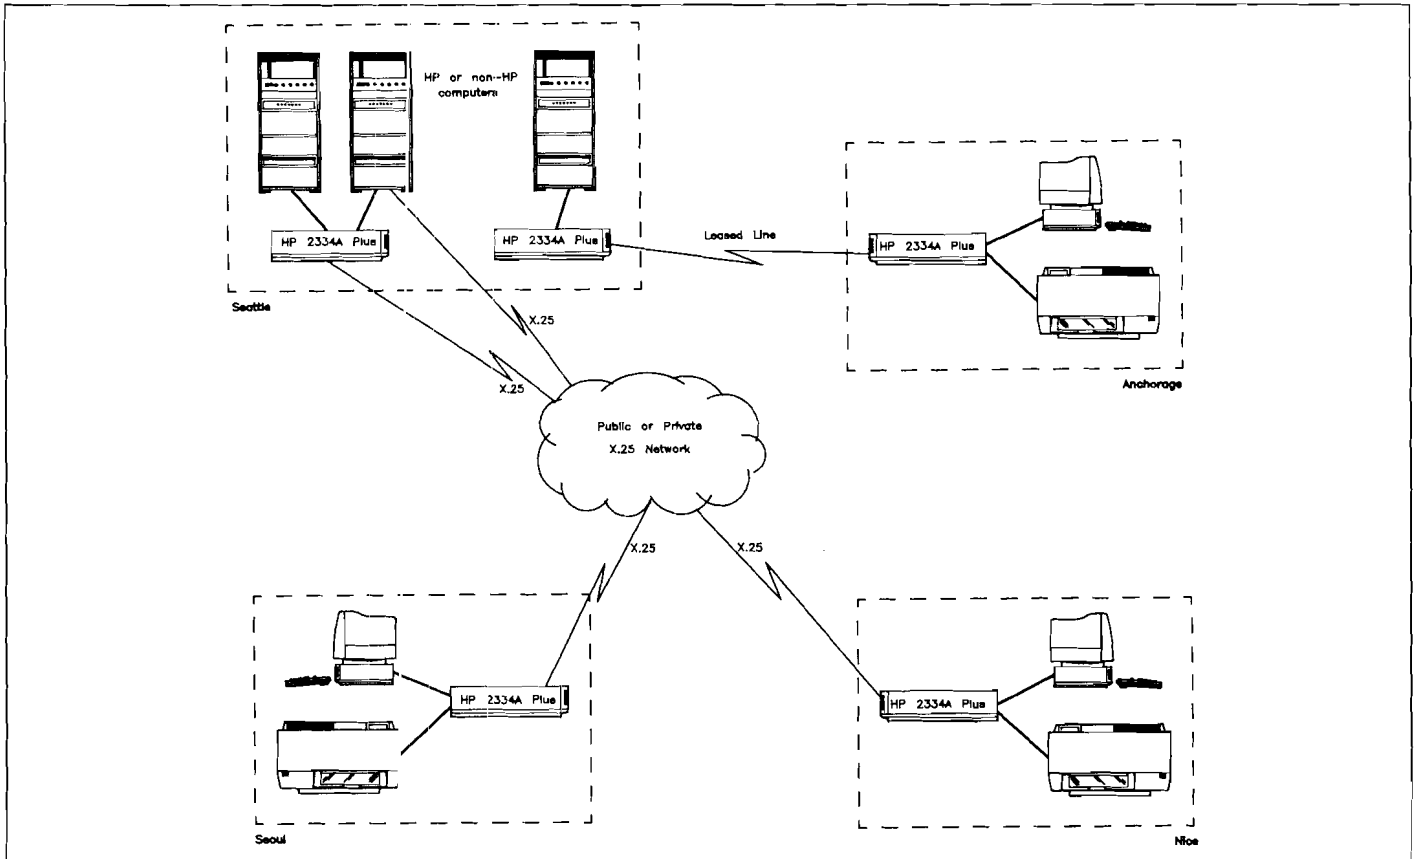 HP or non-HP
computers
HP 2334A Plus
HP 2334A Plus
Seattle
Leased Line
HP 2334A Plus
Anchorage
X.25
X.25
Public or Private
X.25 Network
X.25
X.25
HP 2334A Plus
Seoul
HP 2334A Plus
Nice